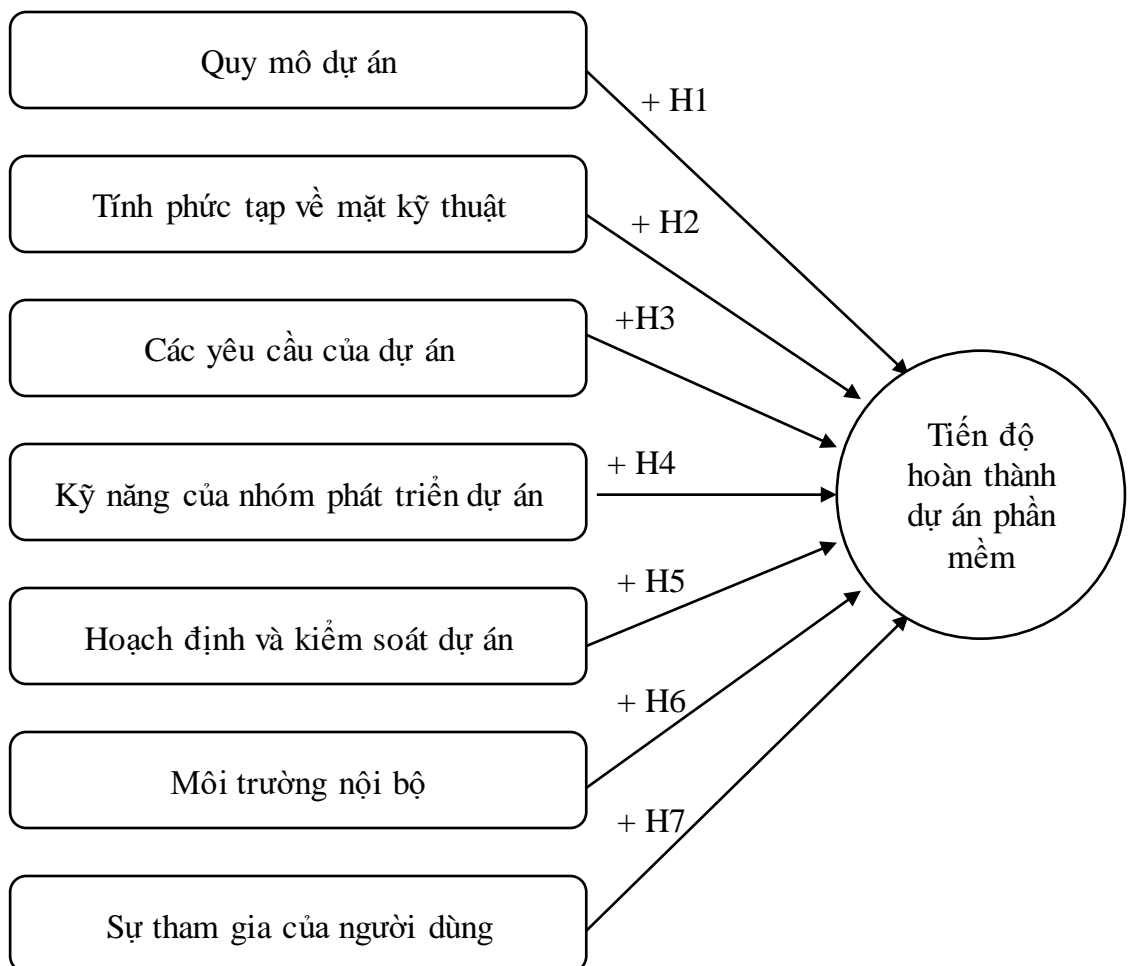 Quy mô dự án
+ H1
Tính phức tạp về mặt kỹ thuật
+ H2
+H3
Các yêu cầu của dự án
Tiến độ
hoàn thành
dự án phần
mềm
+ H4
Kỹ năng của nhóm phát triển dự án
+ H5
Hoạch định và kiểm soát dự án
+ H6
Môi trường nội bộ
+ H7
Sự tham gia của người dùng